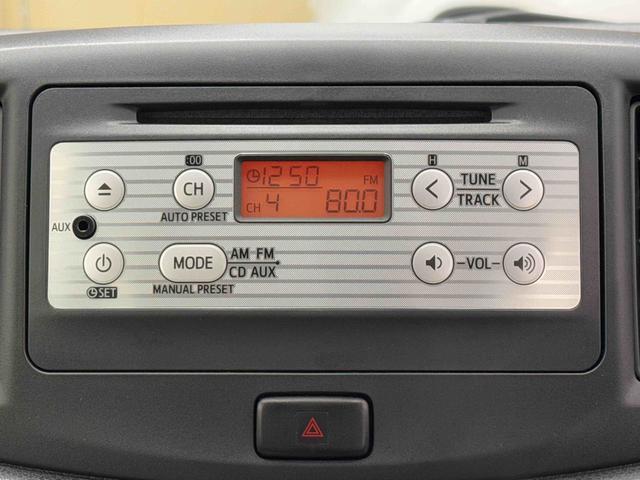 :00 H M
12 50 FM
CH TUNE
CH 4 80.0 TRACK
AUTO PRESET
AUX
MODE AM FM
CD AUX -VOL-
SET MANUAL PRESET